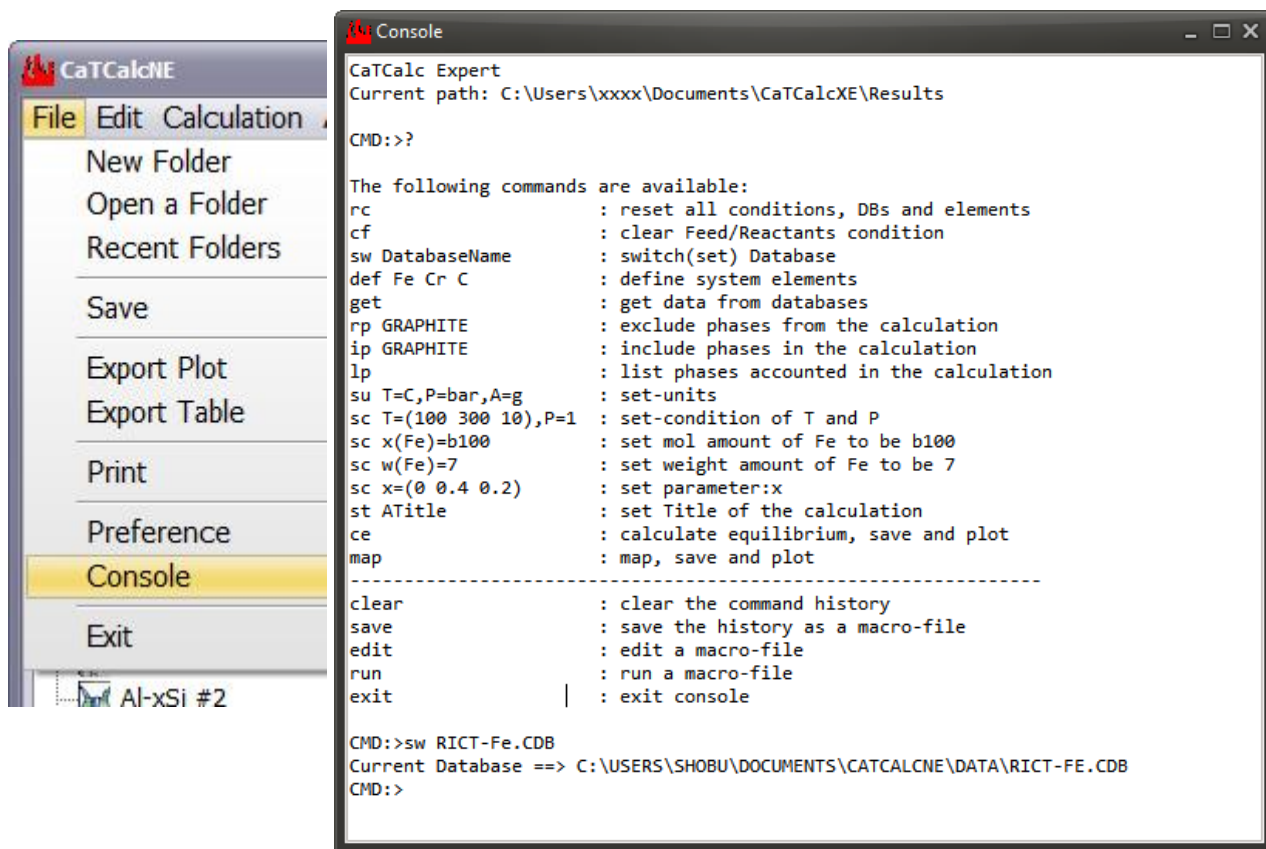 CaTCalcNE
File Edit Calculation
New Folder
Open a Folder
Recent Folders
Save
Export Plot
Export Table
Print
Preference
Console
Exit
Al-xSi #2
Console
CaTCalc Expert
Current path: C:\Users\xxxx\Documents\CaTCalcXE\Results
CMD:>?
The following commands are available:
rc : reset all conditions, DBs and elements
cf : clear Feed/Reactants condition
sw DatabaseName : switch(set) Database
def Fe Cr C : define system elements
get : get data from databases
rp GRAPHITE : exclude phases from the calculation
ip GRAPHITE : include phases in the calculation
lp : list phases accounted in the calculation
su T=C,P=bar,A=g : set-units
sc T=(100 300 10),P=1 : set-condition of T and P
sc x(Fe)=b100 : set mol amount of Fe to be b100
sc w(Fe)=7 : set weight amount of Fe to be 7
sc x=(0 0.4 0.2) : set parameter:x
st ATitle : set Title of the calculation
ce : calculate equilibrium, save and plot
map : map, save and plot
----------------------------------------------------------------
clear : clear the command history
save : save the history as a macro-file
edit : edit a macro-file
run : run a macro-file
exit : exit console
CMD:>sw RICT-Fe.CDB
Current Database ==> C:\USERS\SHOBU\DOCUMENTS\CATCALCNE\DATA\RICT-FE.CDB
CMD:>